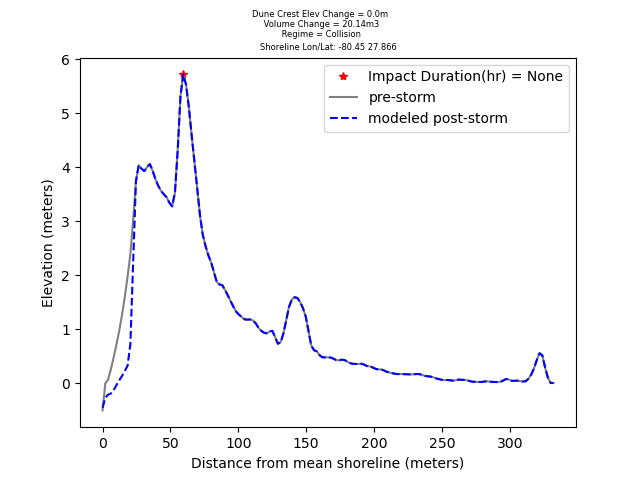 Dune Crest Elev Change = 0.0m
Volume Change = 20.14m3
Regime = Collision
Shoreline Lon/Lat: -80.45 27.866
Impact Duration(hr) = None
pre-storm
modeled post-storm
Elevation (meters)
6
5
4
3
2
1
0
0 50 100 150 200 250 300
Distance from mean shoreline (meters)